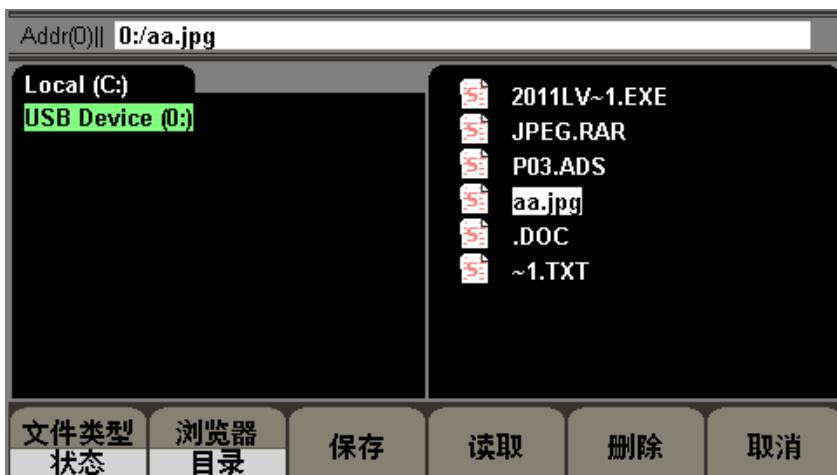 Addr(0)|| 0:/aa.jpg
Local (C:)
USB Device (0:)
2011LV~1.EXE
JPEG.RAR
P03.ADS
aa.jpg
.DOC
~1.TXT
文件类型 浏览器 保存 读取 删除 取消
状态 目录